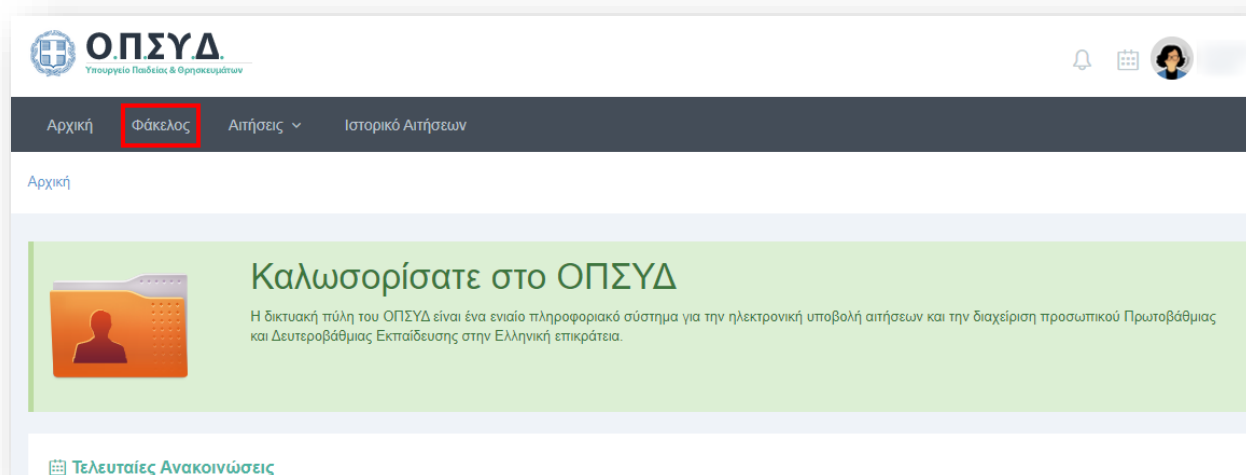 Ο.Π.ΣΥ.Δ.
Υπουργείο Παιδείας & Θρησκευμάτων
Αρχική Φάκελος Αιτήσεις Ιστορικό Αιτήσεων
Αρχική
Καλωσορίσατε στο ΟΠΣΥΔ
Η δικτυακή πύλη του ΟΠΣΥΔ είναι ένα ενιαίο πληροφοριακό σύστημα για την ηλεκτρονική υποβολή αιτήσεων και την διαχείριση προσωπικού Πρωτοβάθμιας
και Δευτεροβάθμιας Εκπαίδευσης στην Ελληνική επικράτεια.
Τελευταίες Ανακοινώσεις